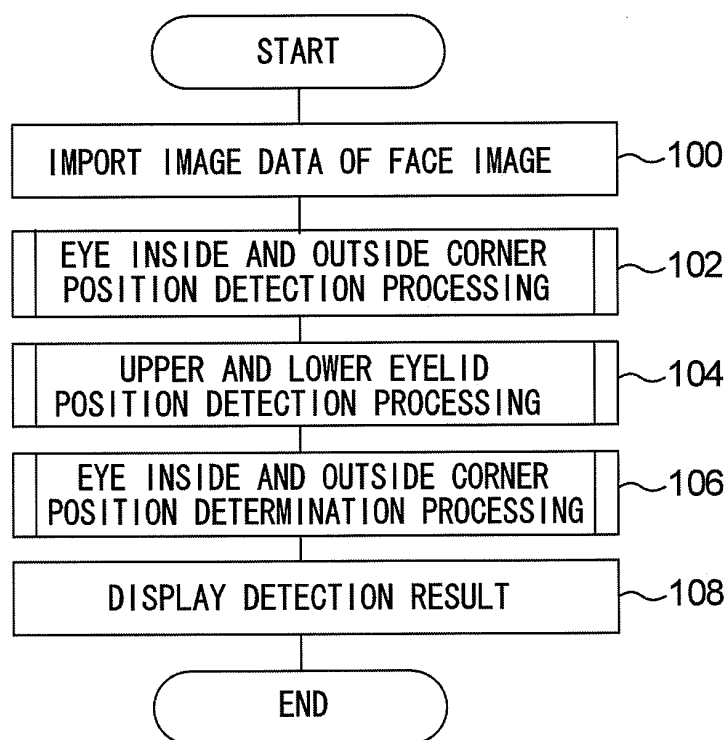 START
IMPORT IMAGE DATA OF FACE IMAGE
100
EYE INSIDE AND OUTSIDE CORNER
POSITION DETECTION PROCESSING
102
UPPER AND LOWER EYELID
POSITION DETECTION PROCESSING
104
EYE INSIDE AND OUTSIDE CORNER
POSITION DETERMINATION PROCESSING
106
DISPLAY DETECTION RESULT
108
END